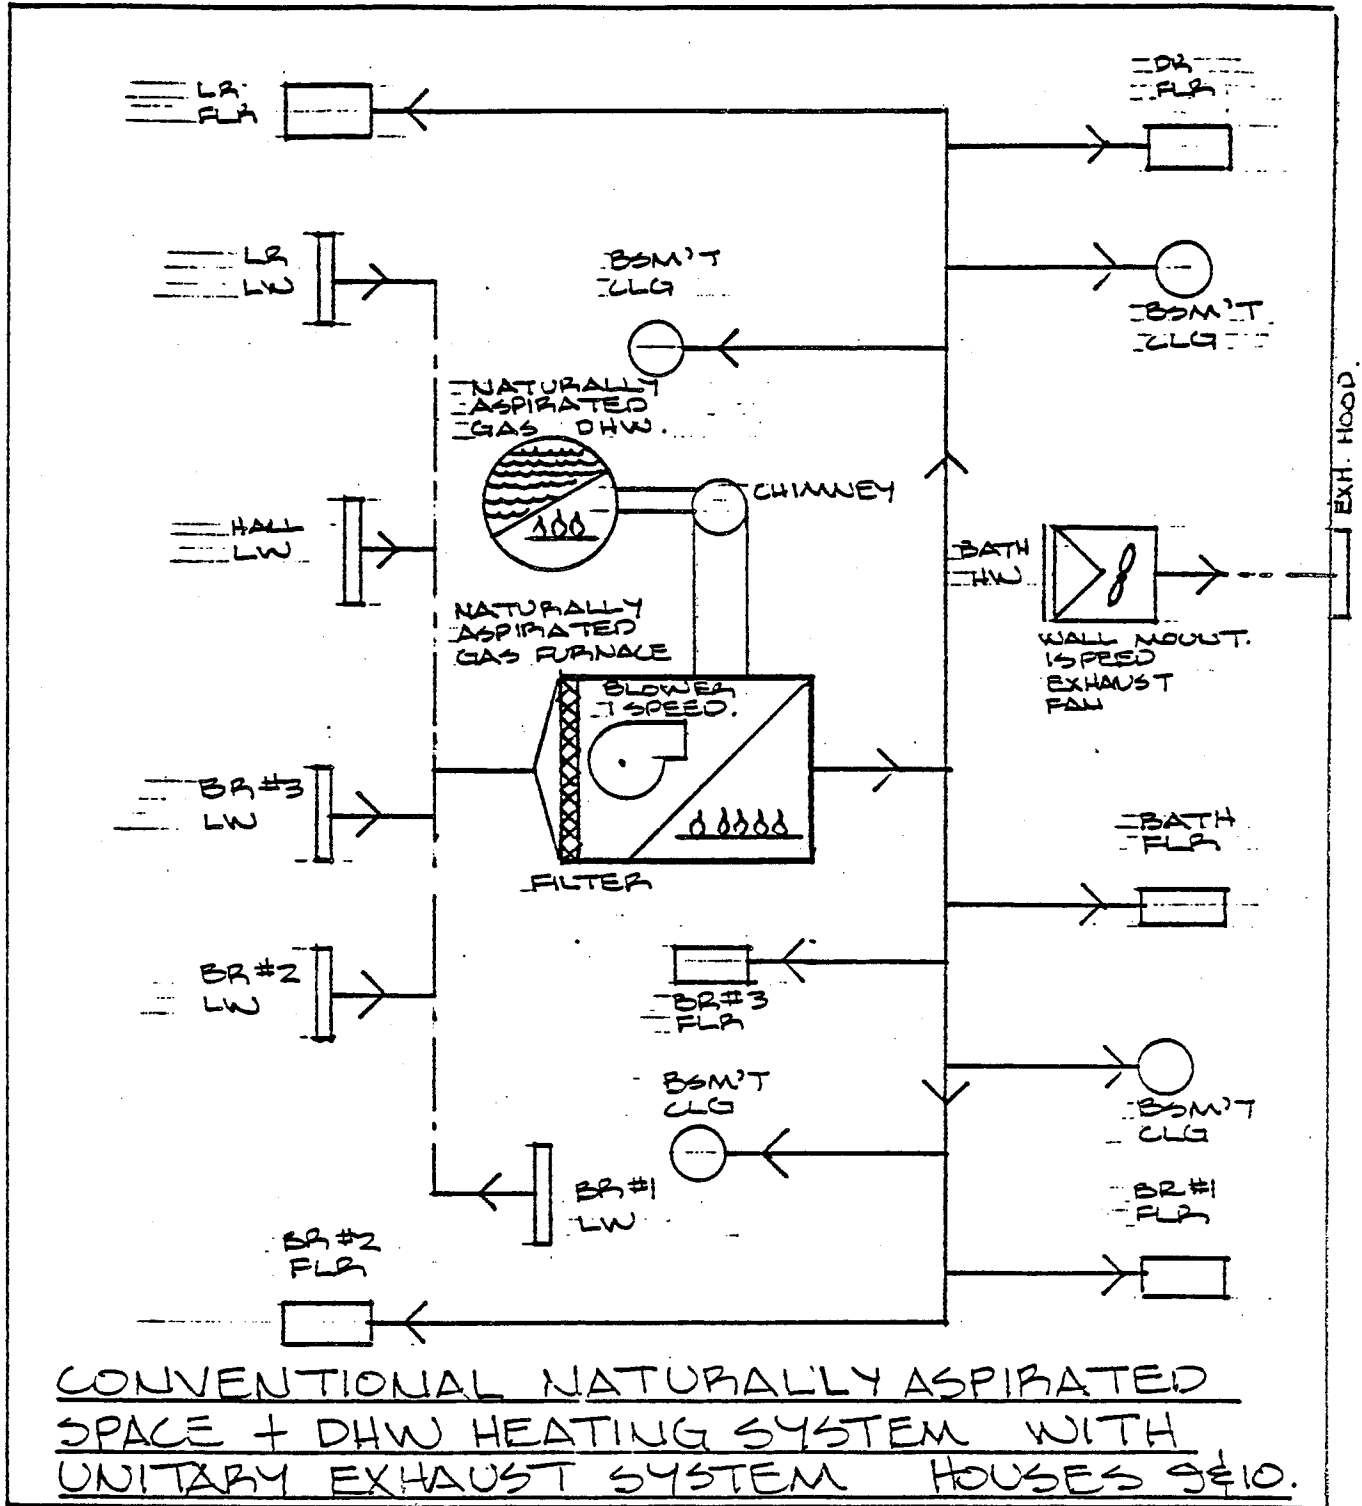 LR
FLR
DR
FLR
LR
LW
BSM'T
CLG
BSM'T
CLG
NATURALLY
ASPIRATED
GAS DHW.
CHIMNEY
EXH. HOOD.
HALL
LW
BATH
HW
NATURALLY
ASPIRATED
GAS FURNACE
WALL MOUNT.
1SPEED
EXHAUST
FAN
BLOWER
1 SPEED.
BR#3
LW
FILTER
BATH
FLR
BR#2
LW
BR#3
FLR
BSM'T
CLG
BSM'T
CLG
BR#1
LW
BR#1
FLR
BR#2
FLR
CONVENTIONAL NATURALLY ASPIRATED
SPACE + DHW HEATING SYSTEM WITH
UNITARY EXHAUST SYSTEM HOUSES 9&10.